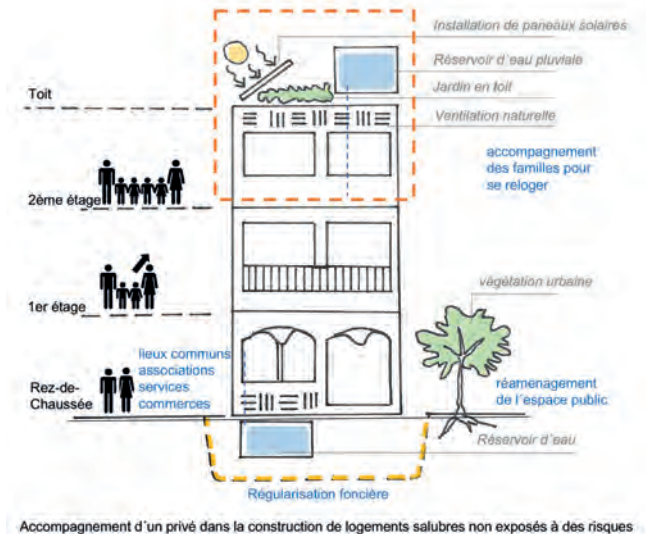 Installation de paneaux solaires
Réservoir d'eau pluviale
Toit
Jardin en toit
Ventilation naturelle
accompagnement
des familles pour
se reloger
2ème étage
végétation urbaine
1er étage
lieux communs
associations
services
commerces
Rez-de-
Chaussée
réamenagement
de l'espace public
Réservoir d'eau
Régularisation foncière
Accompagnement d'un privé dans la construction de logements salubres non exposés à des risques